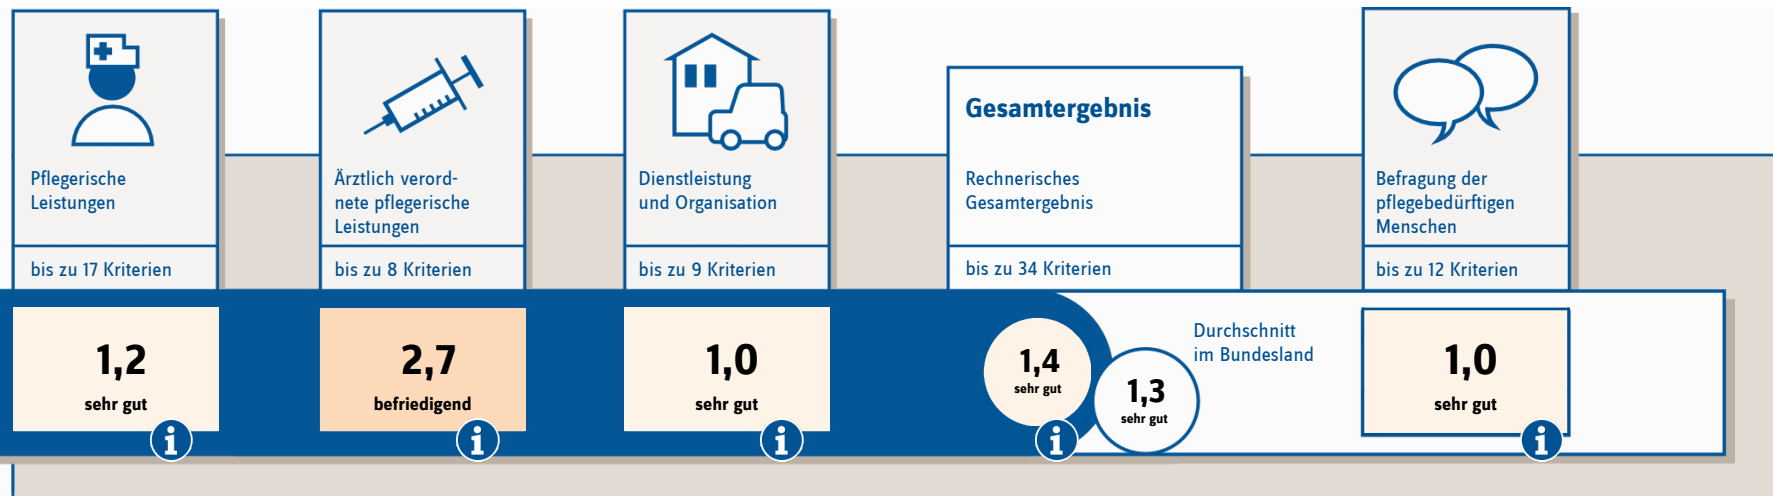 Pflegerische
Leistungen
bis zu 17 Kriterien
1,2
sehr gut
i
Ärztlich verord-
nete pflegerische
Leistungen
bis zu 8 Kriterien
2,7
befriedigend
i
Dienstleistung
und Organisation
bis zu 9 Kriterien
1,0
sehr gut
i
Gesamtergebnis
Rechnerisches
Gesamtergebnis
bis zu 34 Kriterien
1,4
sehr gut
i
1,3
sehr gut
Durchschnitt
im Bundesland
Befragung der
pflegebedürftigen
Menschen
bis zu 12 Kriterien
1,0
sehr gut
i